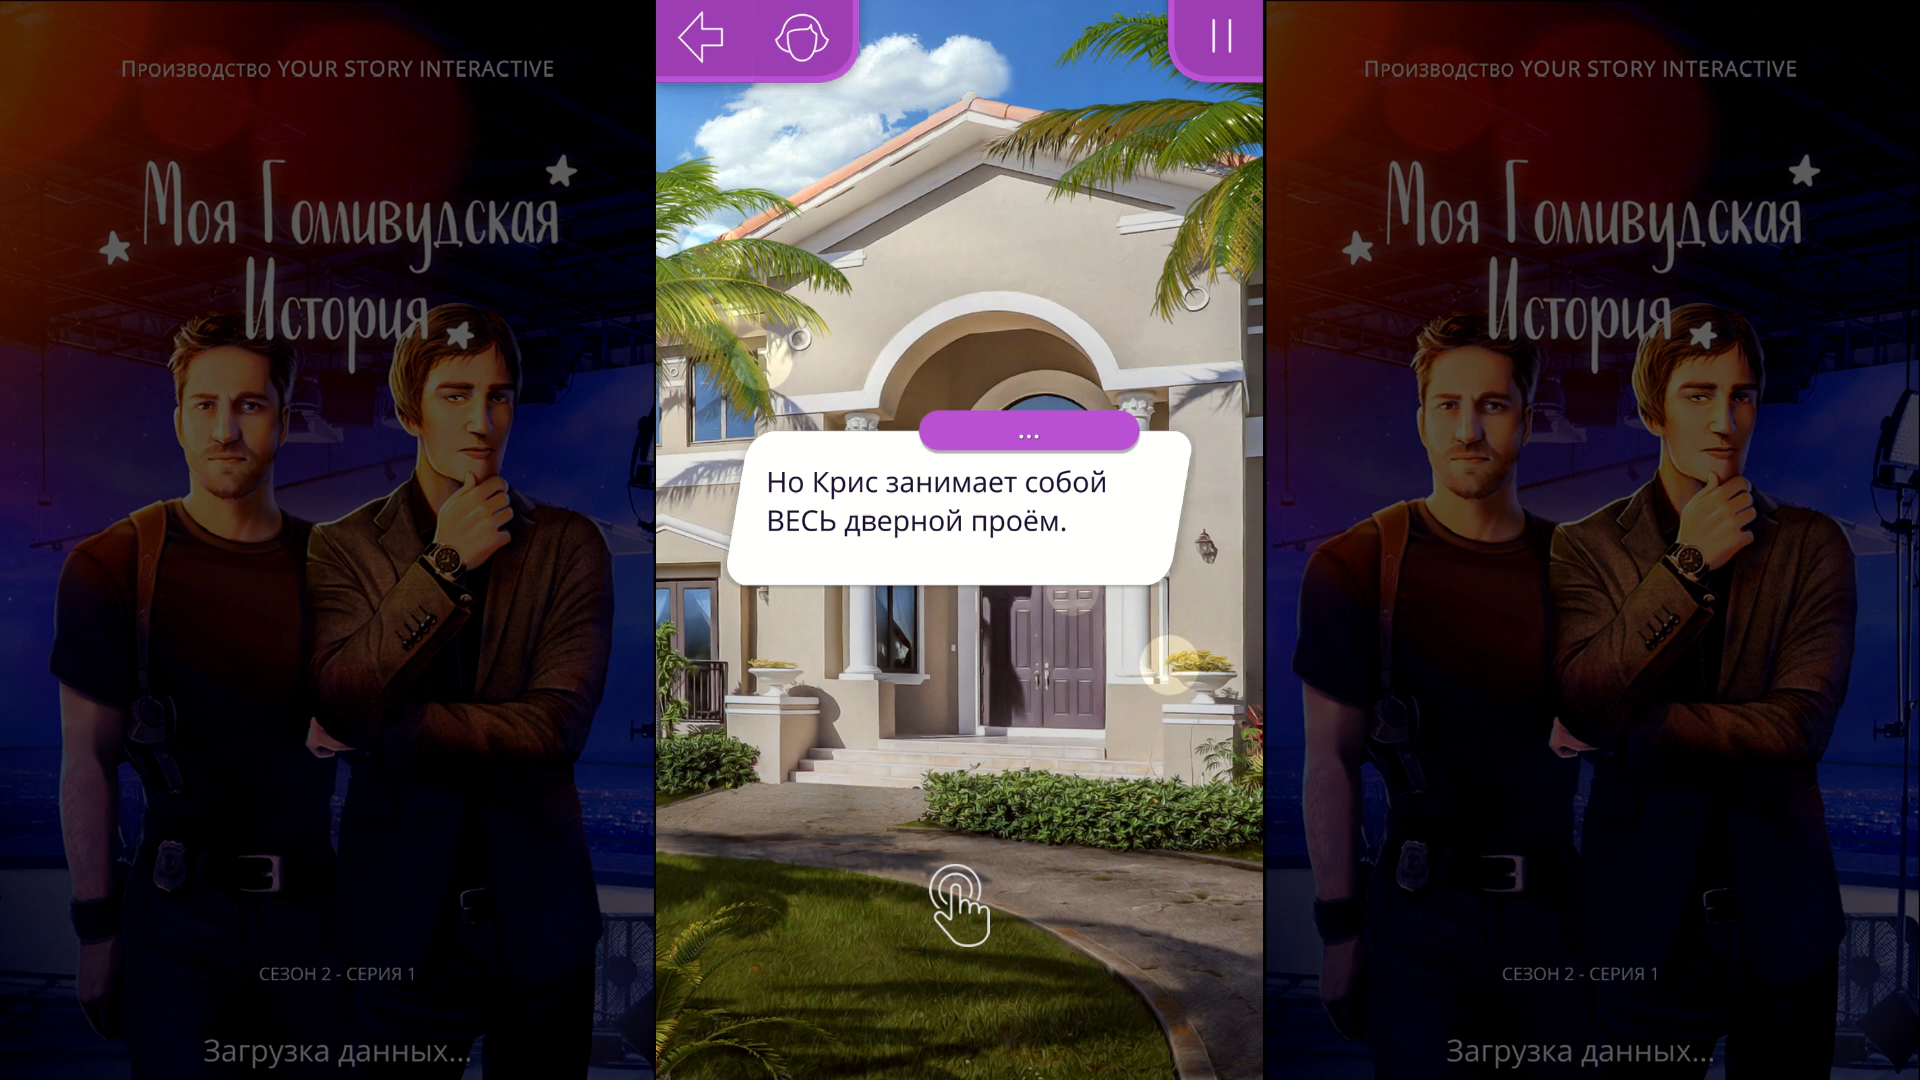 Производство YOUR STORY INTERACTIVE
Моя Голливудская
История
СЕЗОН 2 - СЕРИЯ 1
Загрузка данных...
...
Но Крис занимает собой
ВЕСЬ дверной проём.
Производство YOUR STORY INTERACTIVE
Моя Голливудская
История
СЕЗОН 2 - СЕРИЯ 1
Загрузка данных...